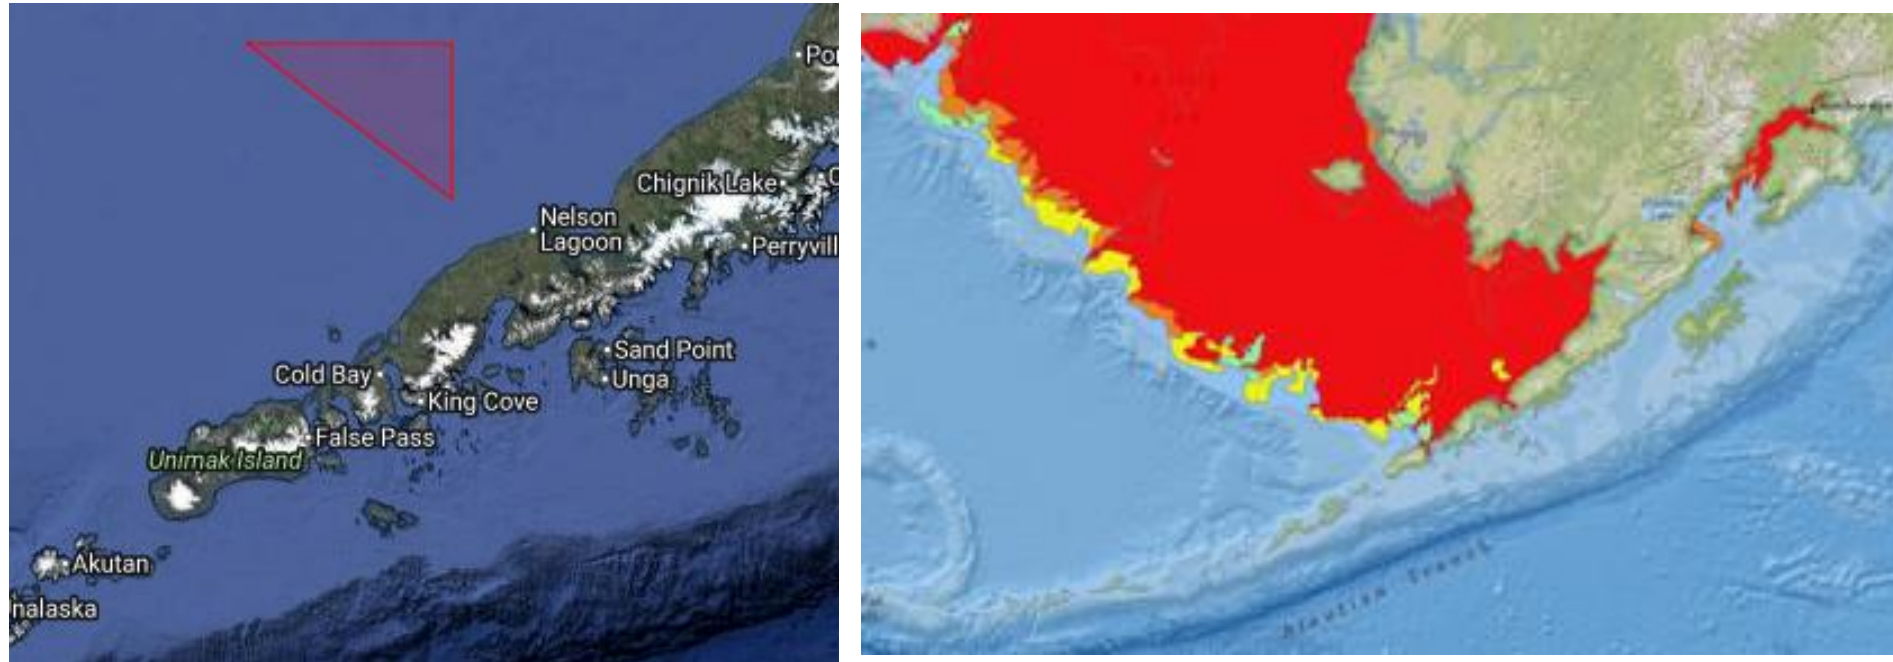 Por
Chignik Lake
Nelson
Lagoon
Perryvill
Sand Point
Unga
Cold Bay
King Cove
False Pass
Unimak Island
Akutan
nalaska
Aleutian Trench